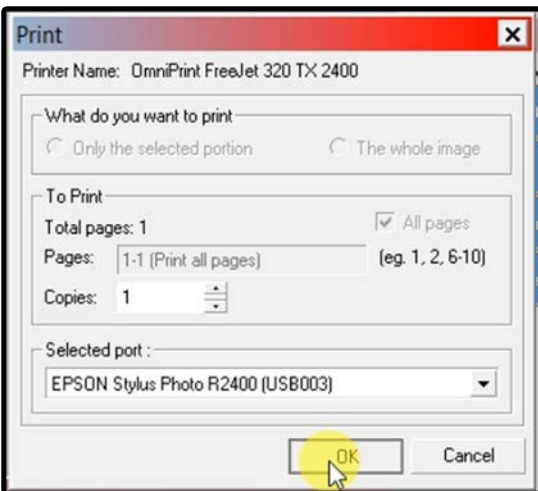 Print
Printer Name: OmniPrint FreeJet 320 TX 2400
What do you want to print
Only the selected portion The whole image
To Print
Total pages: 1 All pages
Pages: 1-1 (Print all pages) (eg. 1, 2, 6-10)
Copies: 1
Selected port :
EPSON Stylus Photo R2400 (USB003)
OK Cancel